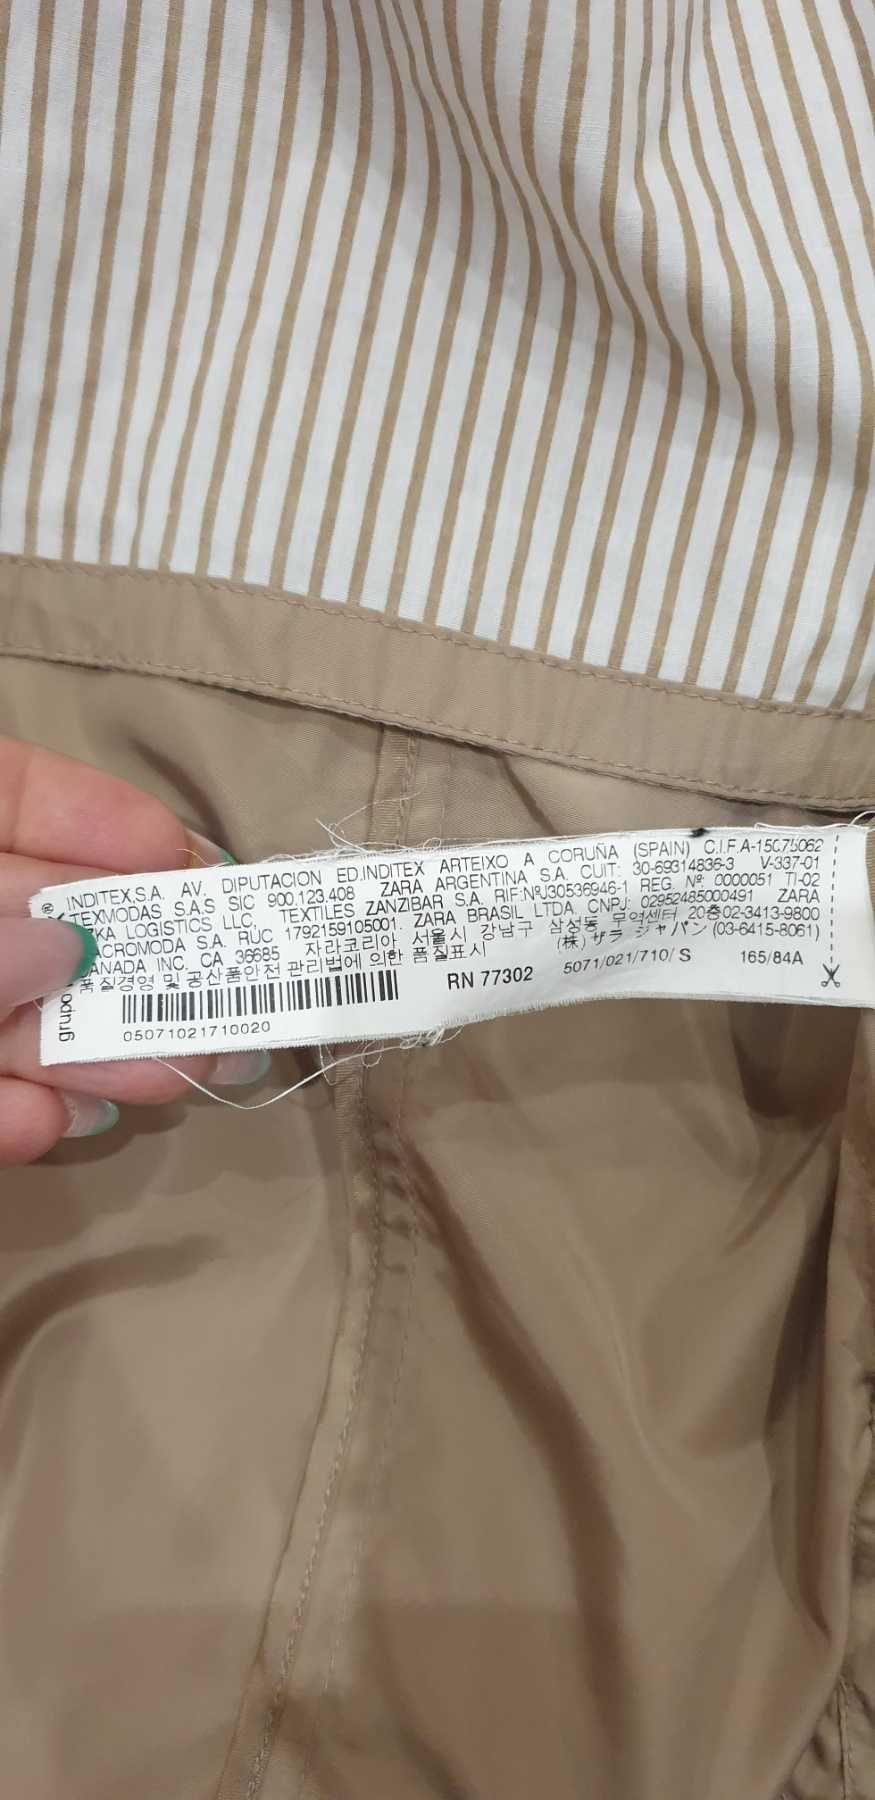 INDITEX,S.A. AV. DIPUTACION ED.INDITEX ARTEIXO A CORUÑA (SPAIN) C.I.F.A-15075062
TEXMODAS S.A.S SIC 900.123.408 ZARA ARGENTINA S.A. CUIT: 30-69314836-3 V-337-01
LOGISTICS LLC, TEXTILES ZANZIBAR S.A. RIF:NºJ30536946-1 REG. Nº 0000051 TI-02
S.A. RUC 1792159105001. ZARA BRASIL LTDA. CNPJ: 02952485000491 ZARA
CANADA INC. CA 36685 자라코리아 서울시 강남구 삼성동 무역센터 20층02-3413-9800
품질경영 및 공산품안전 관리법에 의한 품질표시 (株)ザラ ジャパン (03-6415-8061)
RN 77302 5071/021/710/ S 165/84A
05071021710020
grupo